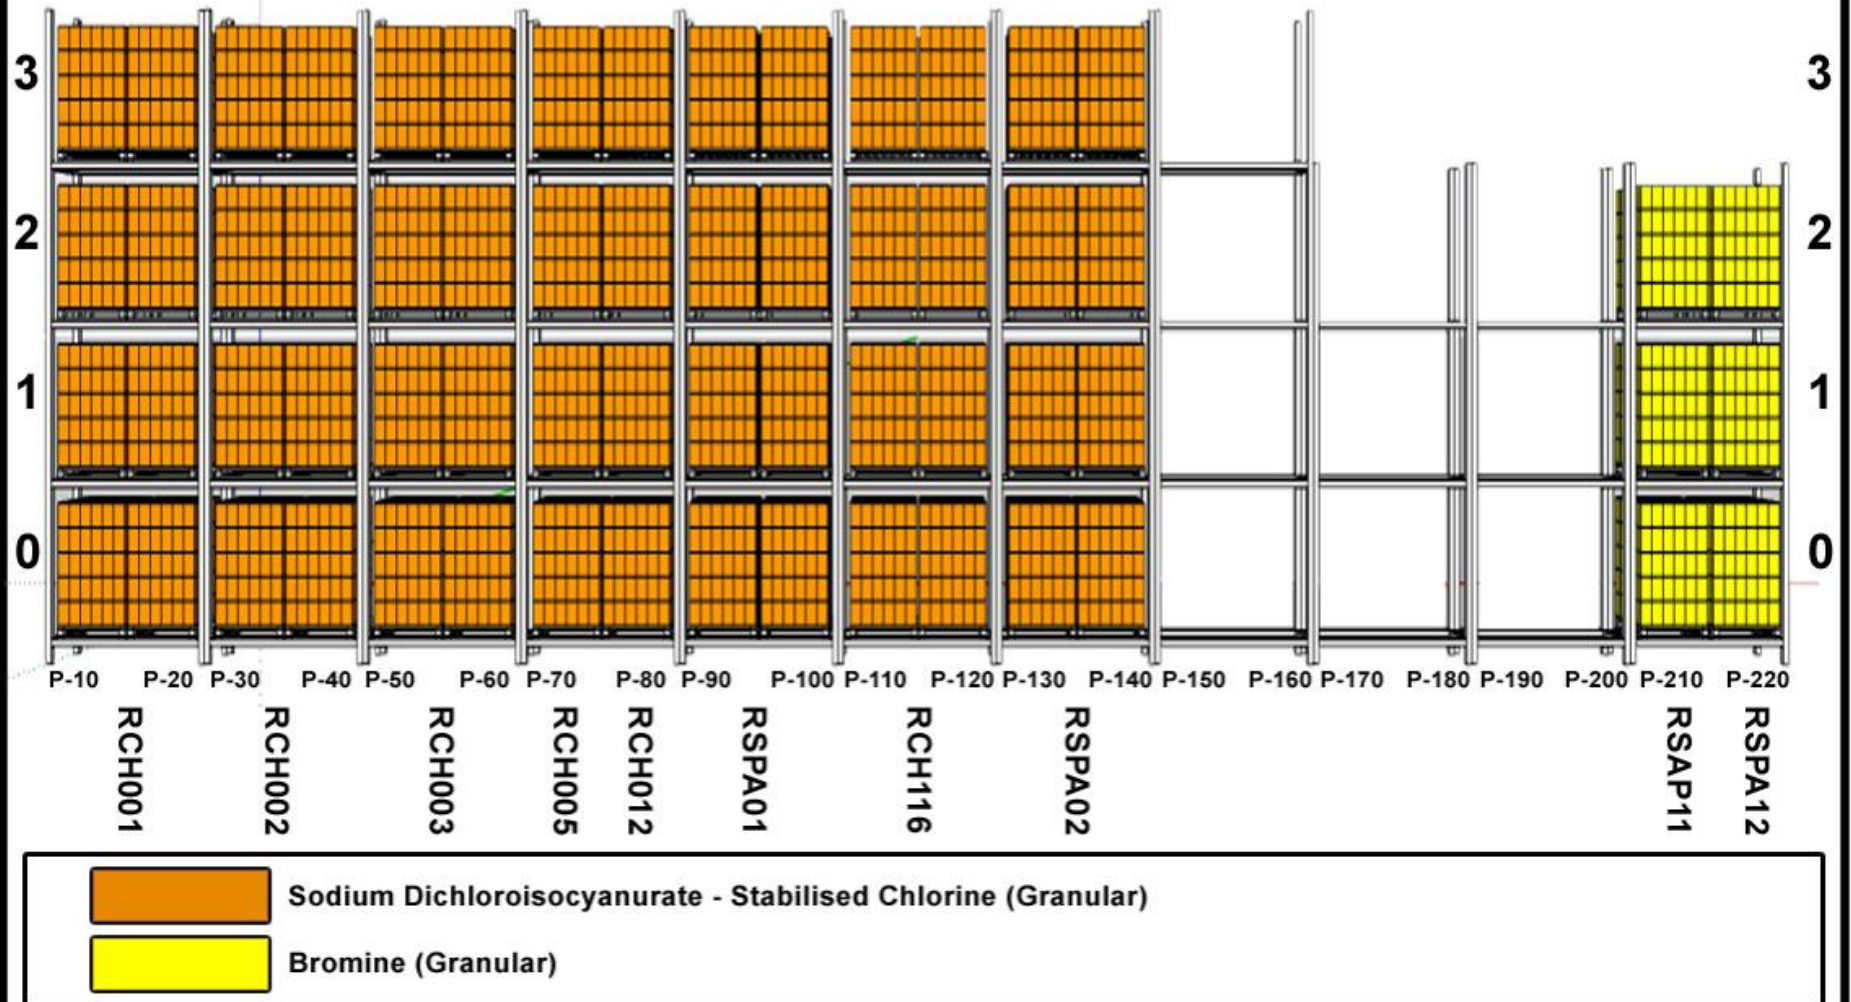 3 3
2 2
1 1
0 0
P-10 P-20 P-30 P-40 P-50 P-60 P-70 P-80 P-90 P-100 P-110 P-120 P-130 P-140 P-150 P-160 P-170 P-180 P-190 P-200 P-210 P-220
RCH001
RCH002
RCH003
RCH005
RCH012
RSPA01
RCH116
RSPA02
RSAP11
RSPA12
Sodium Dichloroisocyanurate - Stabilised Chlorine (Granular)
Bromine (Granular)